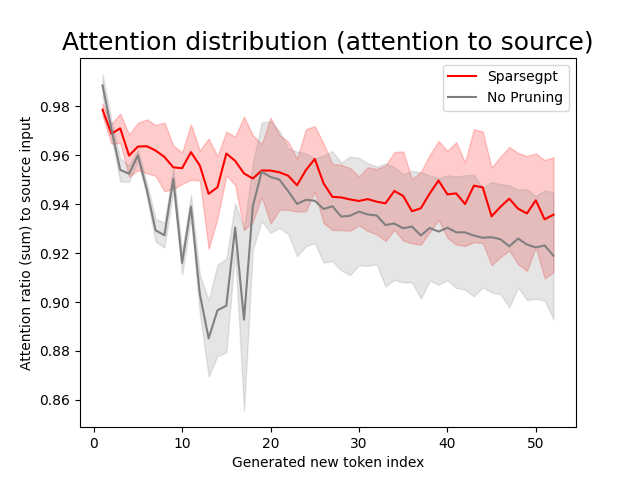 Attention distribution (attention to source)
Sparsegpt
No Pruning
Attention ratio (sum) to source input
0.98
0.96
0.94
0.92
0.90
0.88
0.86
0 10 20 30 40 50
Generated new token index